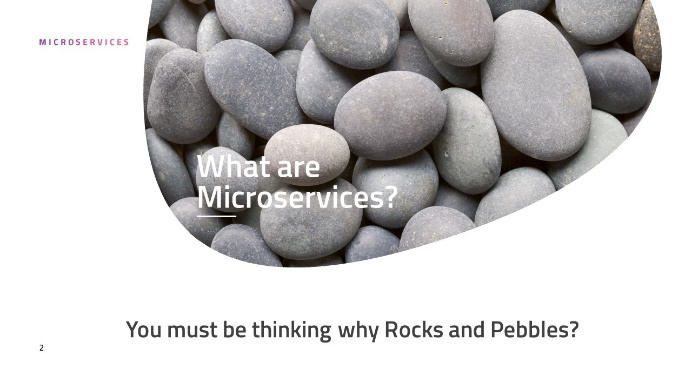 MICROSERVICES
What are
Microservices?
You must be thinking why Rocks and Pebbles?
2